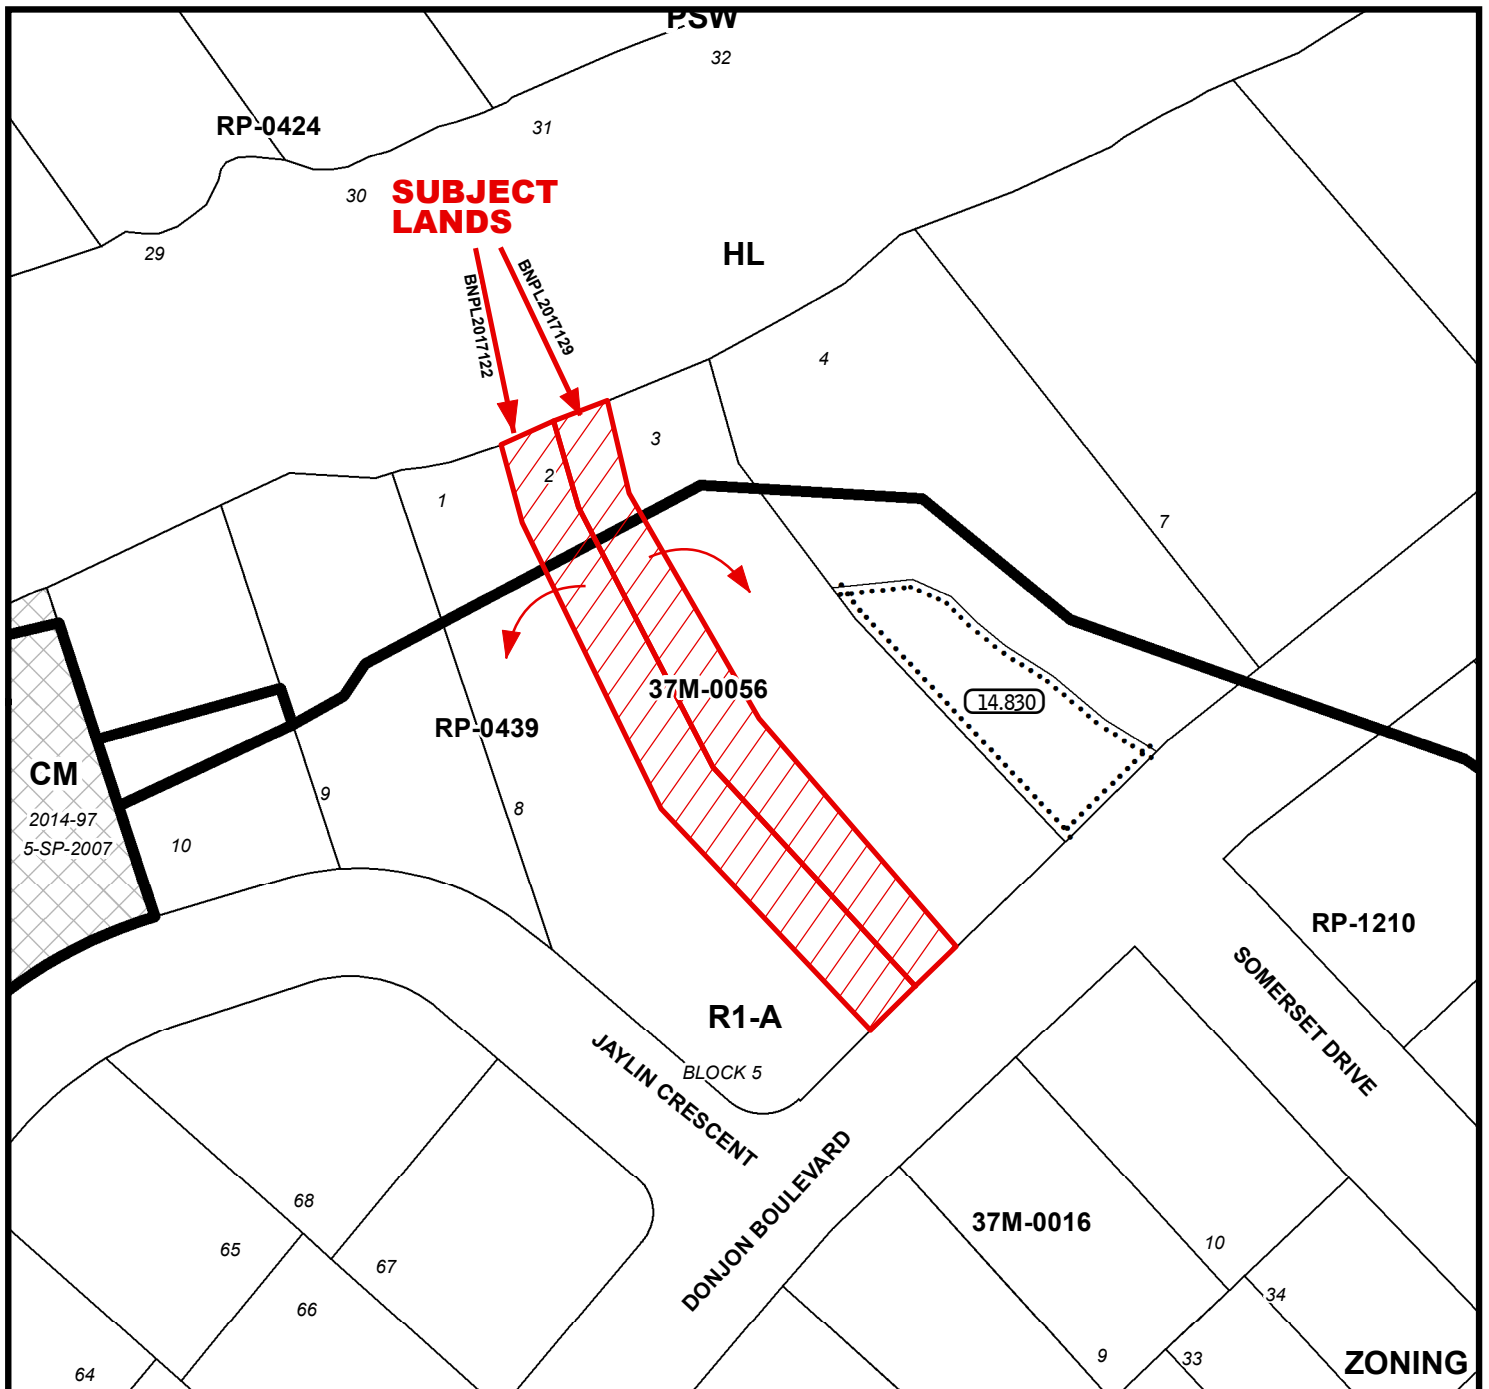 PSW
32
31
RP-0424
30
SUBJECT
LANDS
29
HL
BNPL2017122
BNPL2017129
4
3
2
1
7
37M-0056
14.830
RP-0439
CM
2014-97
5-SP-2007
9
8
10
RP-1210
SOMERSET DRIVE
R1-A
JAYLIN CRESCENT
BLOCK 5
DONJON BOULEVARD
68
65
67
66
64
37M-0016
10
34
9
33
ZONING